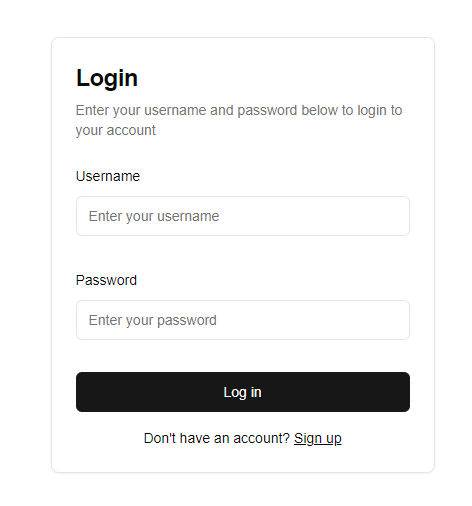 Login
Enter your username and password below to login to
your account
Username
Enter your username
Password
Enter your password
Log in
Don't have an account? Sign up